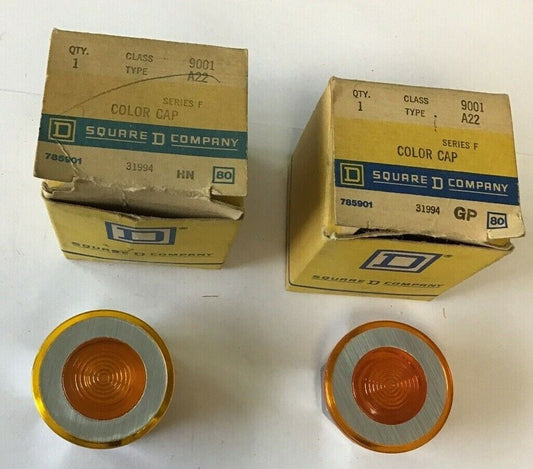 QTY. CLASS 9001
1 TYPE A22
SERIES F
COLOR CAP
D SQUARE D COMPANY
785901 31994 HN 80
D ®
SQUARE D COMPANY
QTY. CLASS 9001
1 TYPE A22
SERIES F
COLOR CAP
D SQUARE D COMPANY
785901 31994 GP 80
D ®
SQUARE D COMPANY